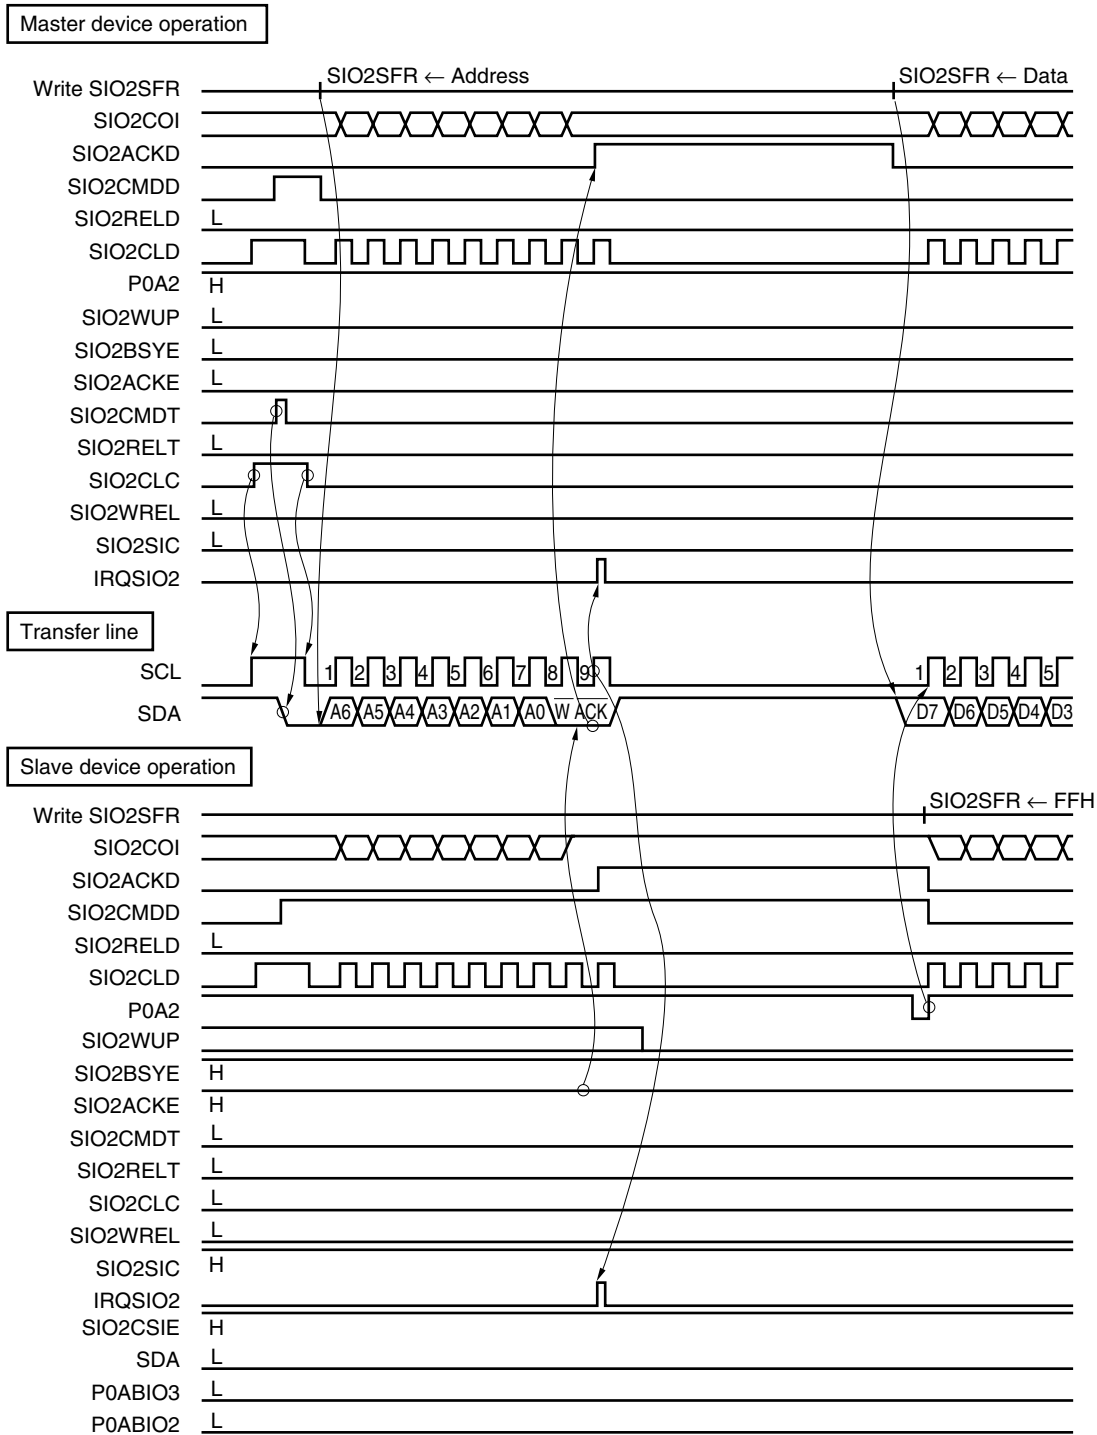 Master device operation
Write SIO2SFR SIO2SFR ← Address SIO2SFR ← Data
SIO2COI
SIO2ACKD
SIO2CMDD
SIO2RELD L
SIO2CLD
P0A2 H
SIO2WUP L
SIO2BSYE L
SIO2ACKE L
SIO2CMDT
SIO2RELT L
SIO2CLC
SIO2WREL L
SIO2SIC L
IRQSIO2
Transfer line
SCL 1 2 3 4 5 6 7 8 9 1 2 3 4 5
SDA A6 A5 A4 A3 A2 A1 A0 W ACK D7 D6 D5 D4 D3
Slave device operation
Write SIO2SFR SIO2SFR ← FFH
SIO2COI
SIO2ACKD
SIO2CMDD
SIO2RELD L
SIO2CLD
P0A2
SIO2WUP
SIO2BSYE H
SIO2ACKE H
SIO2CMDT L
SIO2RELT L
SIO2CLC L
SIO2WREL L
SIO2SIC H
IRQSIO2
SIO2CSIE H
SDA L
P0ABIO3 L
P0ABIO2 L